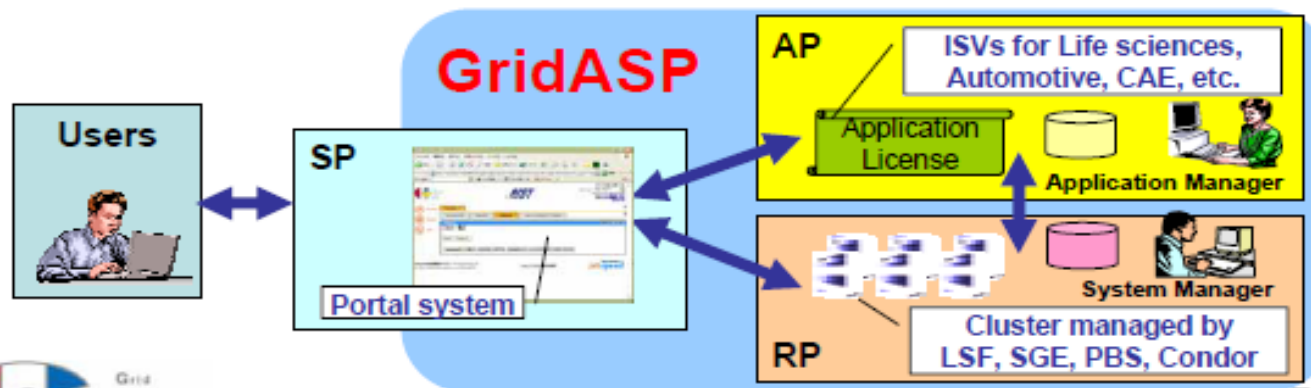 GridASP
Users
SP
Portal system
AP
ISVs for Life sciences,
Automotive, CAE, etc.
Application
License
Application Manager
System Manager
Cluster managed by
LSF, SGE, PBS, Condor
RP
Grid